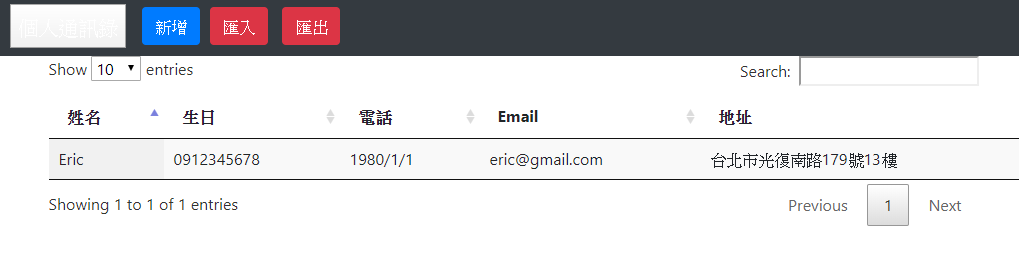 個人通訊錄 新增 匯入 匯出
Show 10 entries Search:
姓名 生日 電話 Email 地址
Eric 0912345678 1980/1/1 eric@gmail.com 台北市光復南路179號13樓
Showing 1 to 1 of 1 entries Previous 1 Next